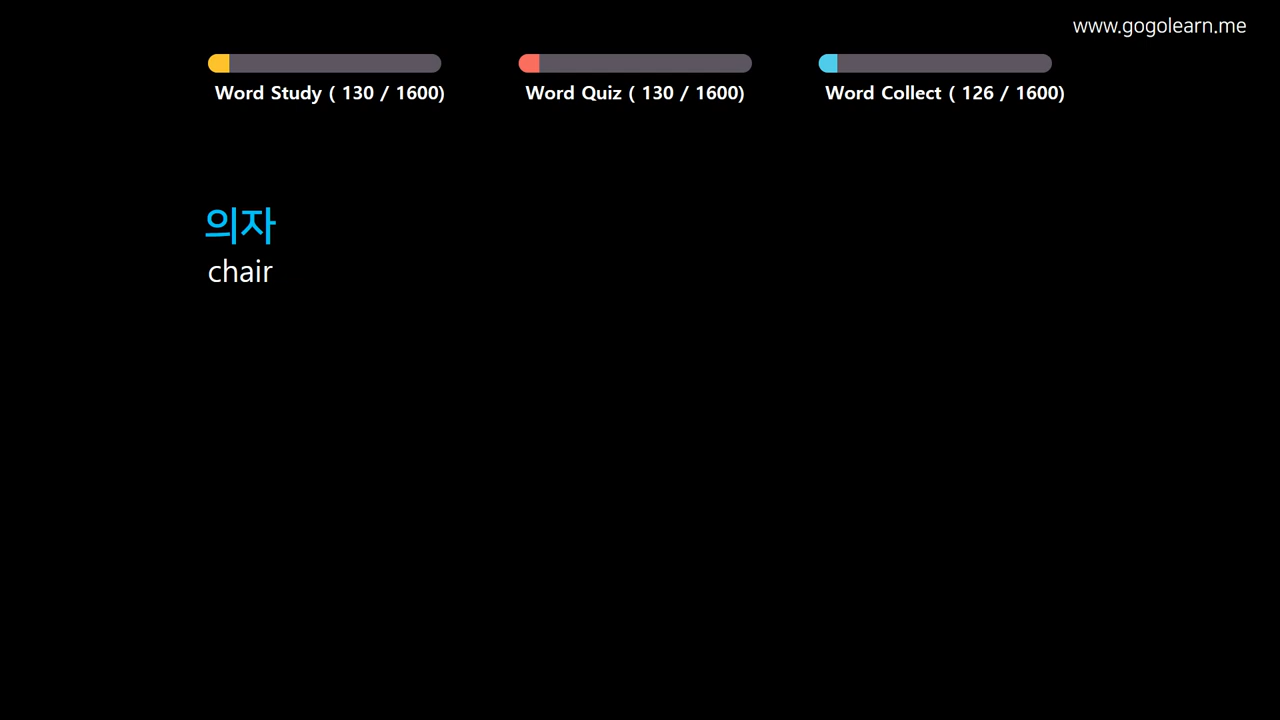 www.gogolearn.me
Word Study ( 130 / 1600)
Word Quiz ( 130 / 1600)
Word Collect ( 126 / 1600)
의자
chair